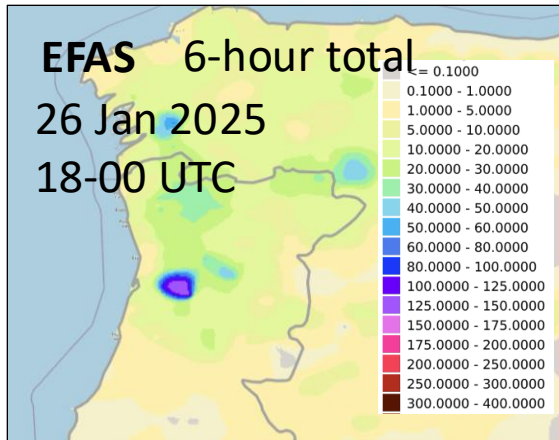 EFAS 6-hour total
26 Jan 2025
18-00 UTC
<= 0.1000
0.1000 - 1.0000
1.0000 - 5.0000
5.0000 - 10.0000
10.0000 - 20.0000
20.0000 - 30.0000
30.0000 - 40.0000
40.0000 - 50.0000
50.0000 - 60.0000
60.0000 - 80.0000
80.0000 - 100.0000
100.0000 - 125.0000
125.0000 - 150.0000
150.0000 - 175.0000
175.0000 - 200.0000
200.0000 - 250.0000
250.0000 - 300.0000
300.0000 - 400.0000